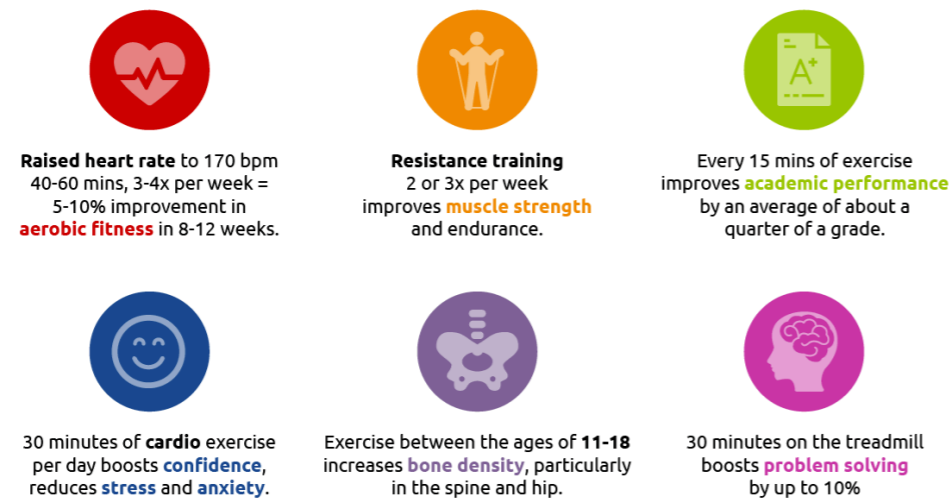 A+
Raised heart rate to 170 bpm
40-60 mins, 3-4x per week =
5-10% improvement in
aerobic fitness in 8-12 weeks.
Resistance training
2 or 3x per week
improves muscle strength
and endurance.
Every 15 mins of exercise
improves academic performance
by an average of about a
quarter of a grade.
30 minutes of cardio exercise
per day boosts confidence,
reduces stress and anxiety.
Exercise between the ages of 11-18
increases bone density, particularly
in the spine and hip.
30 minutes on the treadmill
boosts problem solving
by up to 10%